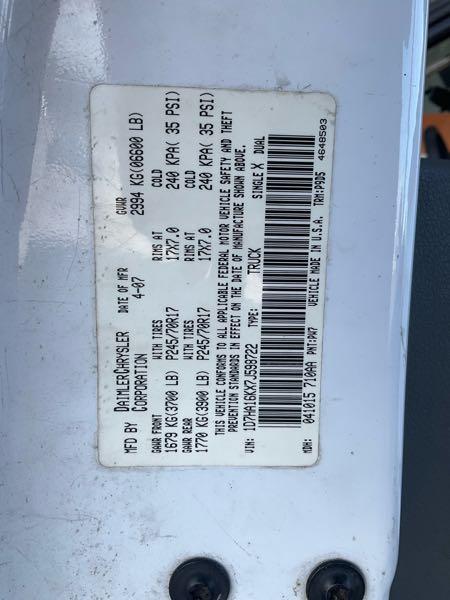 MFD BY DAIMLERCHRYSLER CORPORATION DATE OF MFR 4-07 GVWR 2994 KG(06600 LB)
GAWR FRONT WITH TIRES RIMS AT COLD
1679 KG(3700 LB) P245/70R17 17X7.0 240 KPA( 35 PSI)
GAWR REAR WITH TIRES RIMS AT COLD
1770 KG(3900 LB) P245/70R17 17X7.0 240 KPA( 35 PSI)
THIS VEHICLE CONFORMS TO ALL APPLICABLE FEDERAL MOTOR VEHICLE SAFETY AND THEFT
PREVENTION STANDARDS IN EFFECT ON THE DATE OF MANUFACTURE SHOWN ABOVE.
VIN: 1D7HA16KX7J598722 TYPE: TRUCK SINGLE X DUAL
MDH: 041015 710AA PNT:PW7 VEHICLE MADE IN U.S.A. TRM:P9D5 4648503